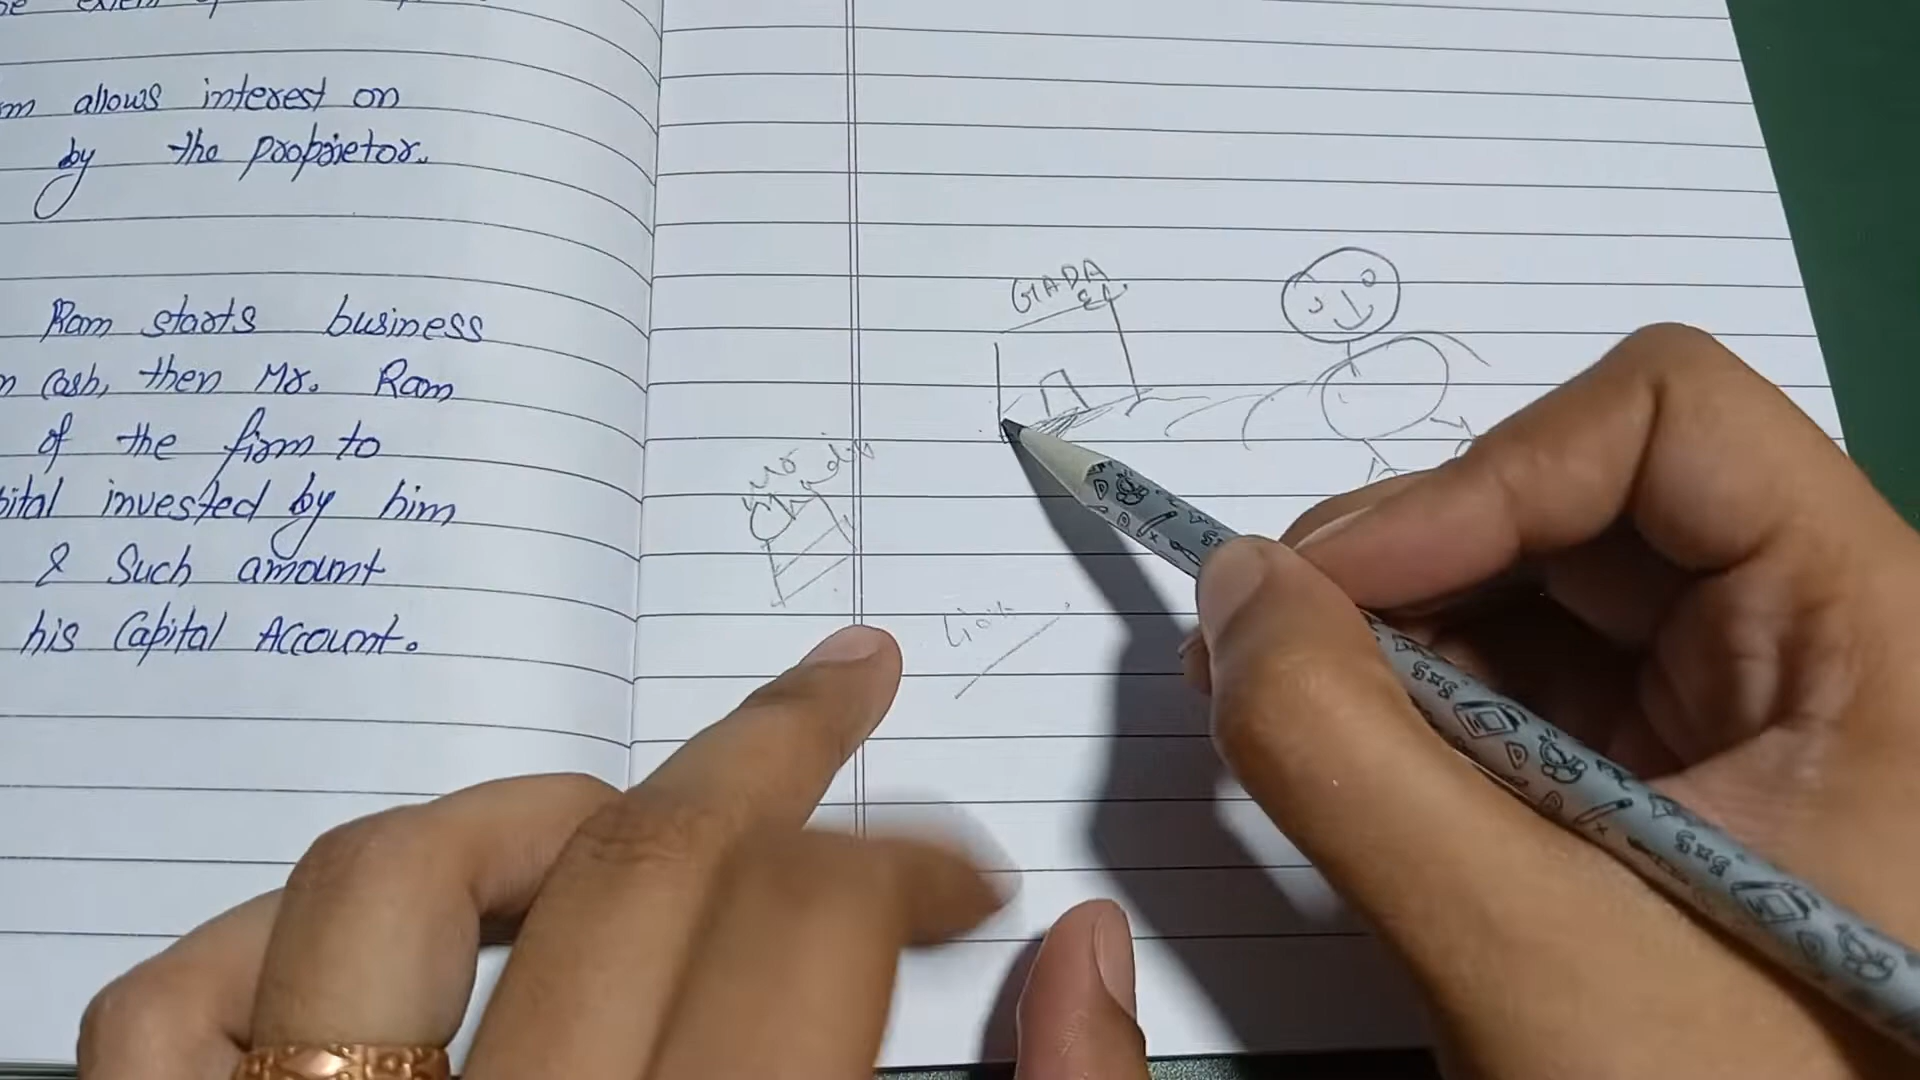 allows interest on
by the proprietor.
Ram starts business
Cash, then Mr. Ram
of the firm to
invested by him
& Such amount
his Capital Account.
GADA